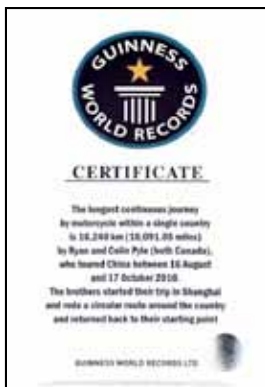 GUINNESS
WORLD RECORDS
CERTIFICATE
The longest continuous journey
by motorcycle within a single country
is 16,240 km (10,091.05 miles)
by Ryan and Colin Pyle (both Canada),
who toured China between 16 August
and 17 October 2010
The brothers started their trip in Shanghai
and rode a circular route around the country
and returned back to their starting point
GUINNESS WORLD RECORDS LTD